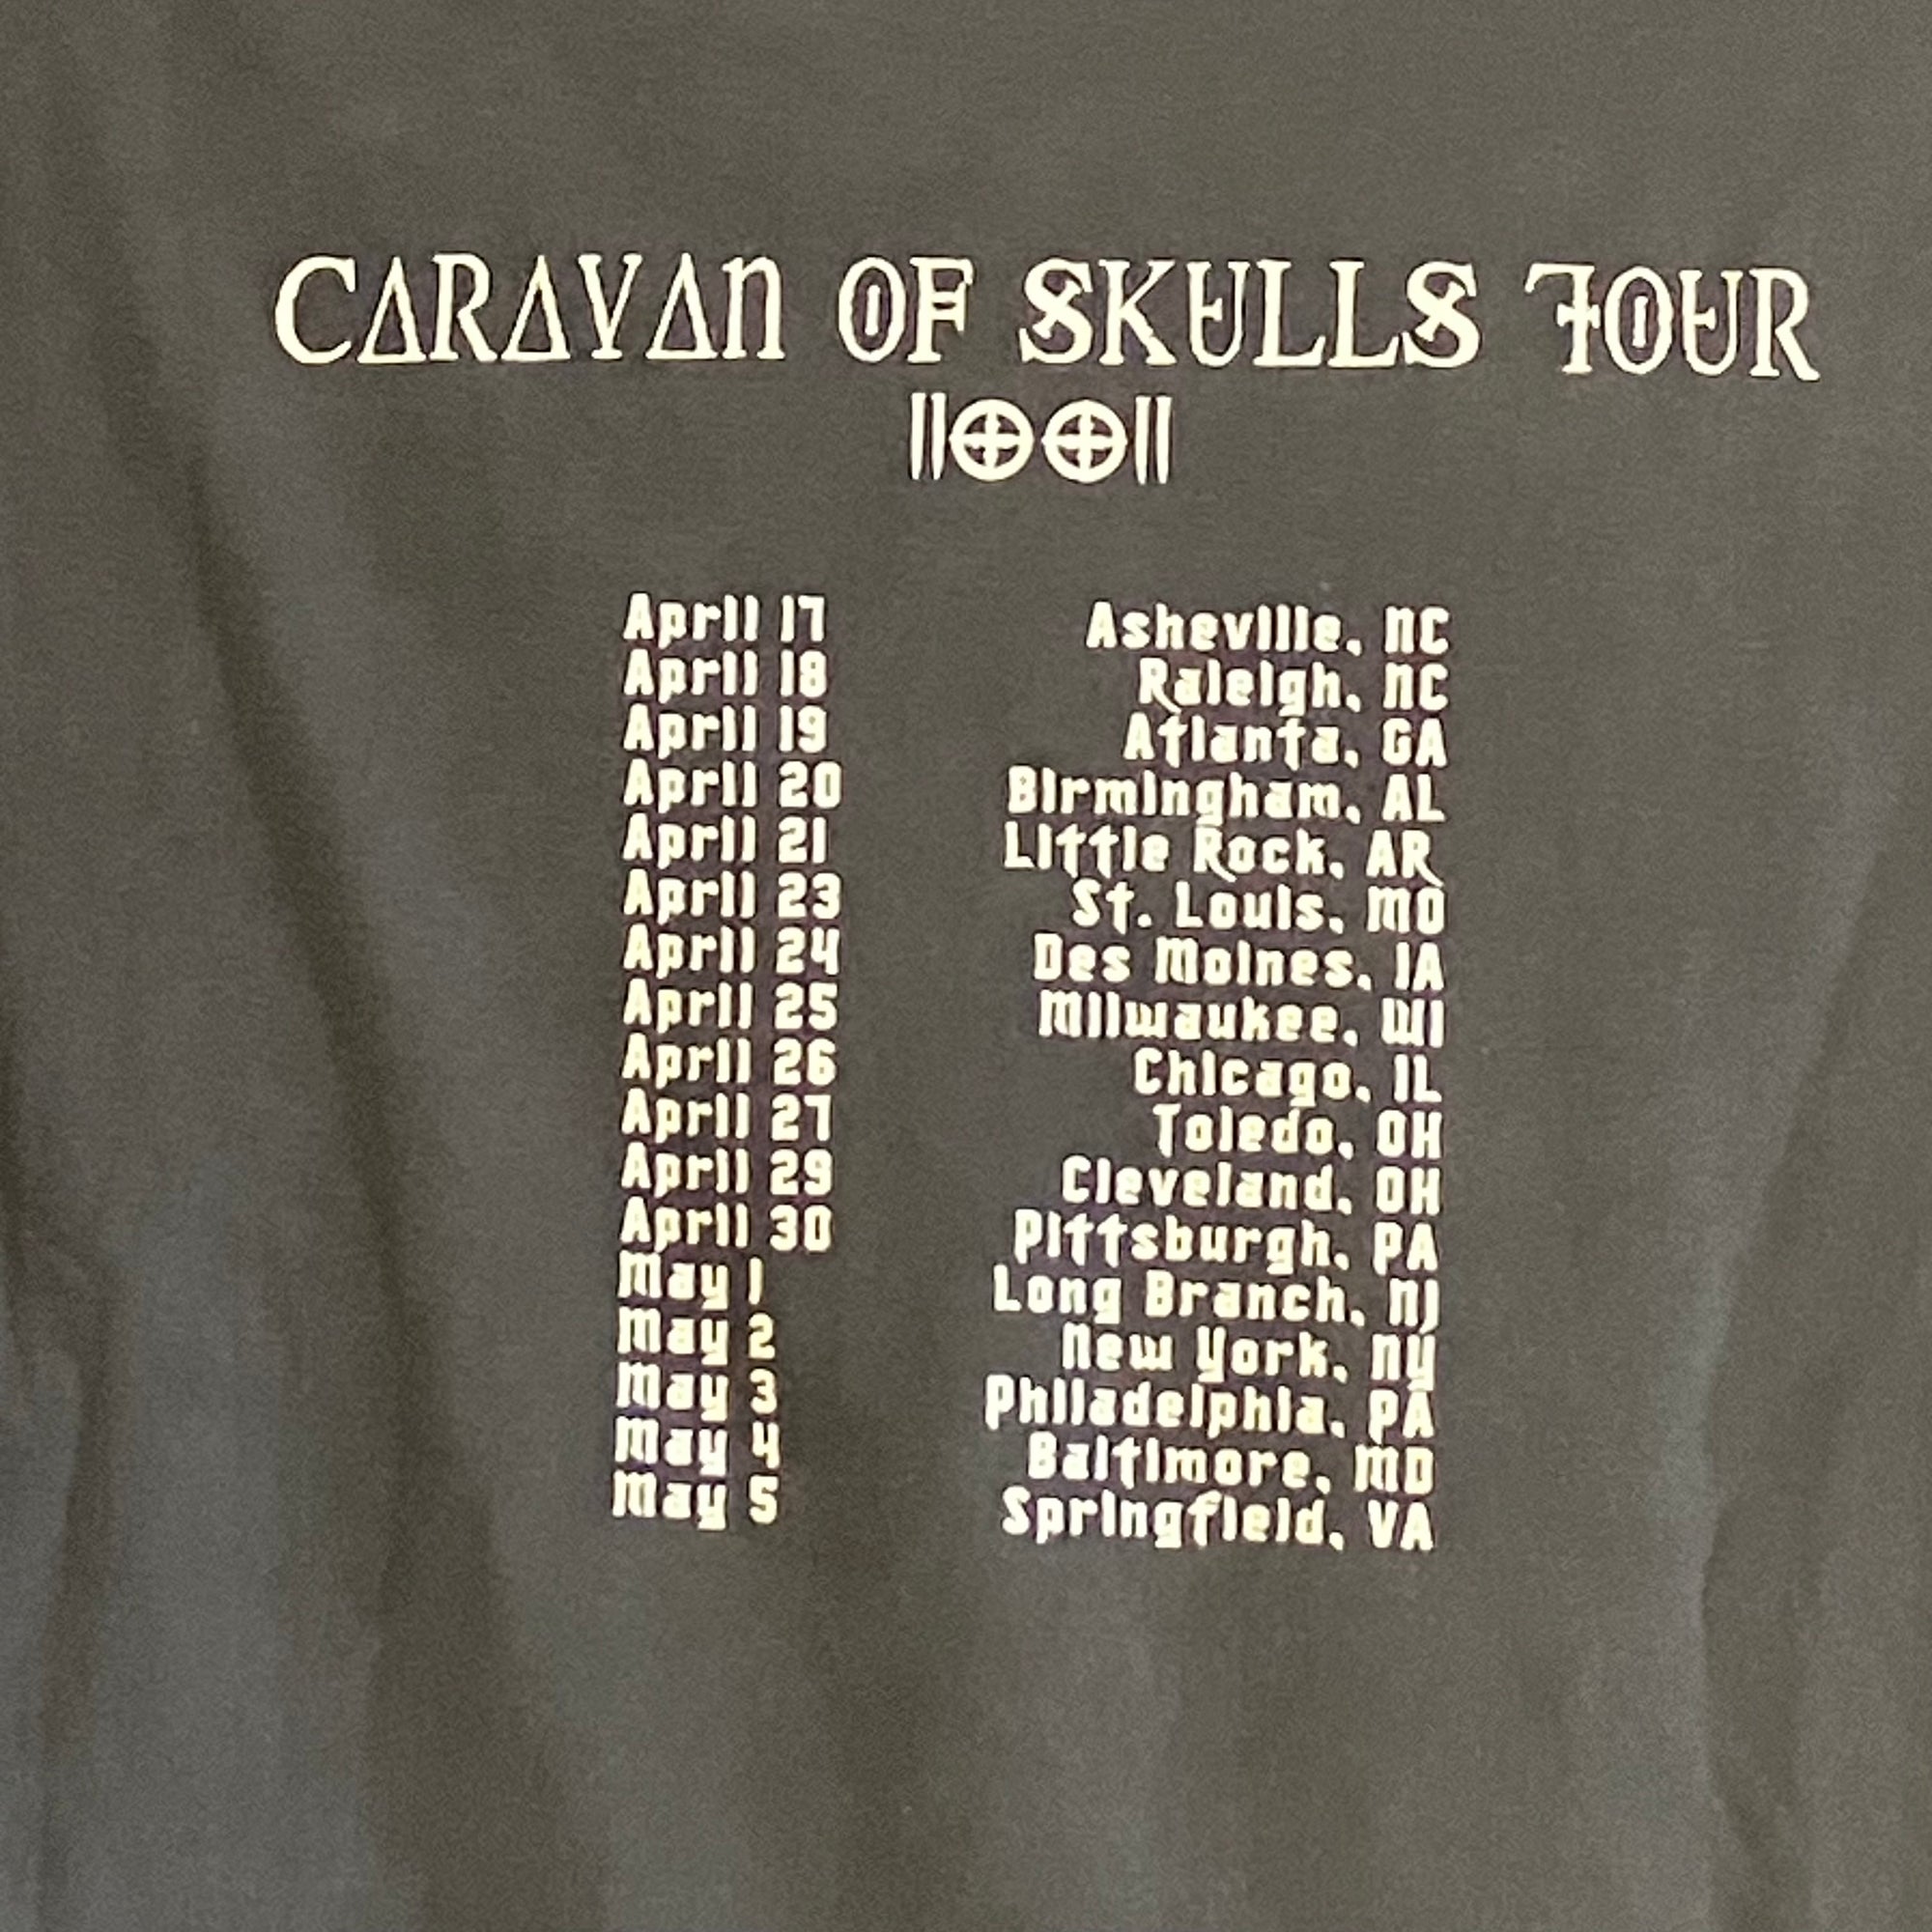 CARAVAN OF SKULLS TOUR
April 17 Asheville, NC
April 18 Raleigh, NC
April 19 Atlanta, GA
April 20 Birmingham, AL
April 21 Little Rock, AR
April 23 St. Louis, MO
April 24 Des Moines, IA
April 25 Milwaukee, WI
April 26 Chicago, IL
April 27 Toledo, OH
April 29 Cleveland, OH
April 30 Pittsburgh, PA
May 1 Long Branch, NJ
May 2 New York, NY
May 3 Philadelphia, PA
May 4 Baltimore, MD
May 5 Springfield, VA